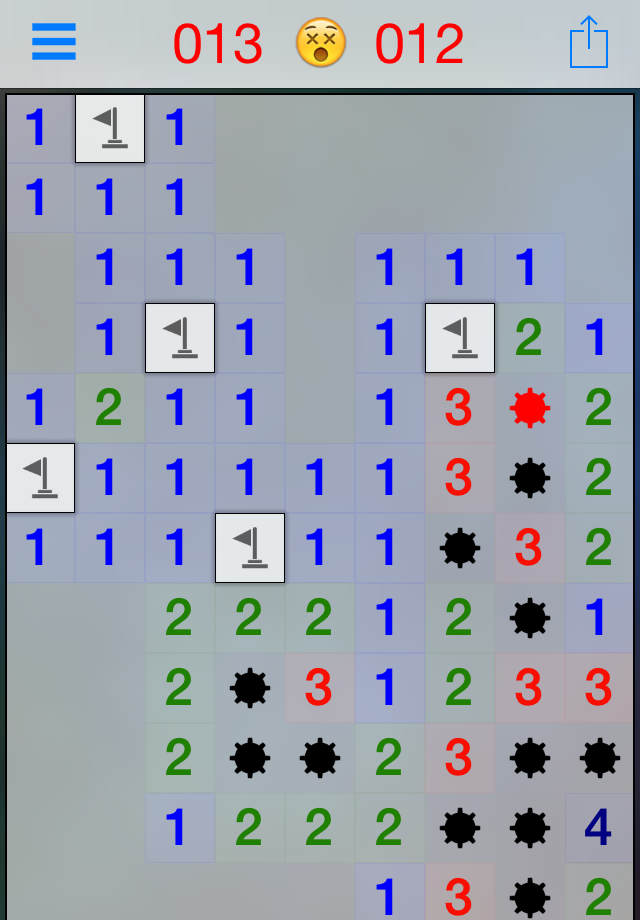 013 012
1 1
1 1 1
1 1 1 1 1 1
1 1 1 2 1
1 2 1 1 1 3 2
1 1 1 1 1 3 2
1 1 1 1 1 3 2
2 2 2 1 2 1
2 3 1 2 3 3
2 2 3
1 2 2 2 4
1 3 2